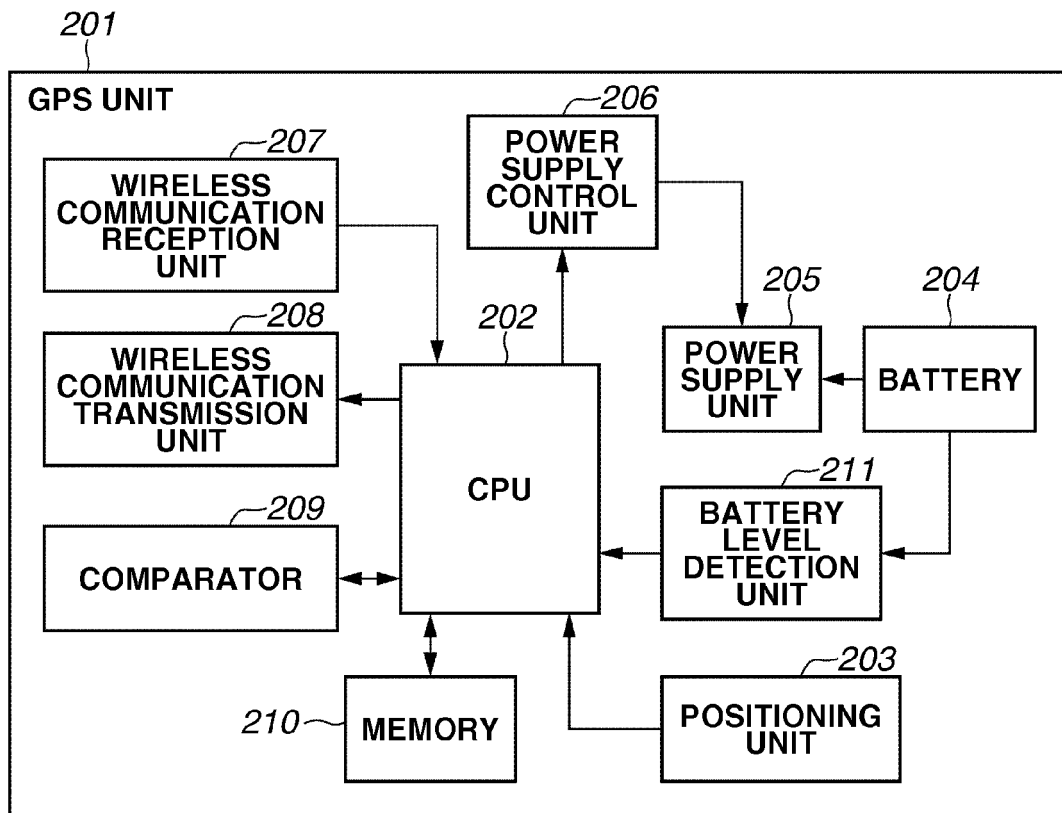 201
GPS UNIT
207
WIRELESS
COMMUNICATION
RECEPTION
UNIT
206
POWER
SUPPLY
CONTROL
UNIT
208
WIRELESS
COMMUNICATION
TRANSMISSION
UNIT
202
CPU
205
POWER
SUPPLY
UNIT
204
BATTERY
209
COMPARATOR
211
BATTERY
LEVEL
DETECTION
UNIT
210
MEMORY
203
POSITIONING
UNIT